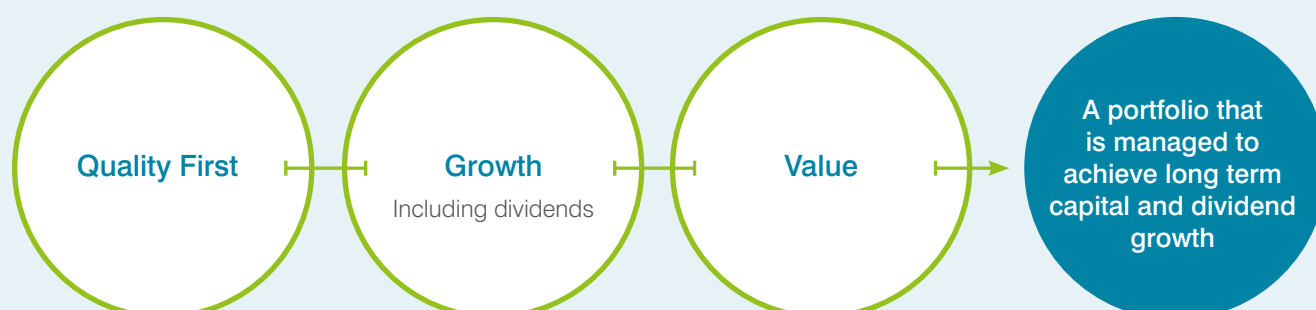 Quality First
Growth
Including dividends
Value
A portfolio that
is managed to
achieve long term
capital and dividend
growth